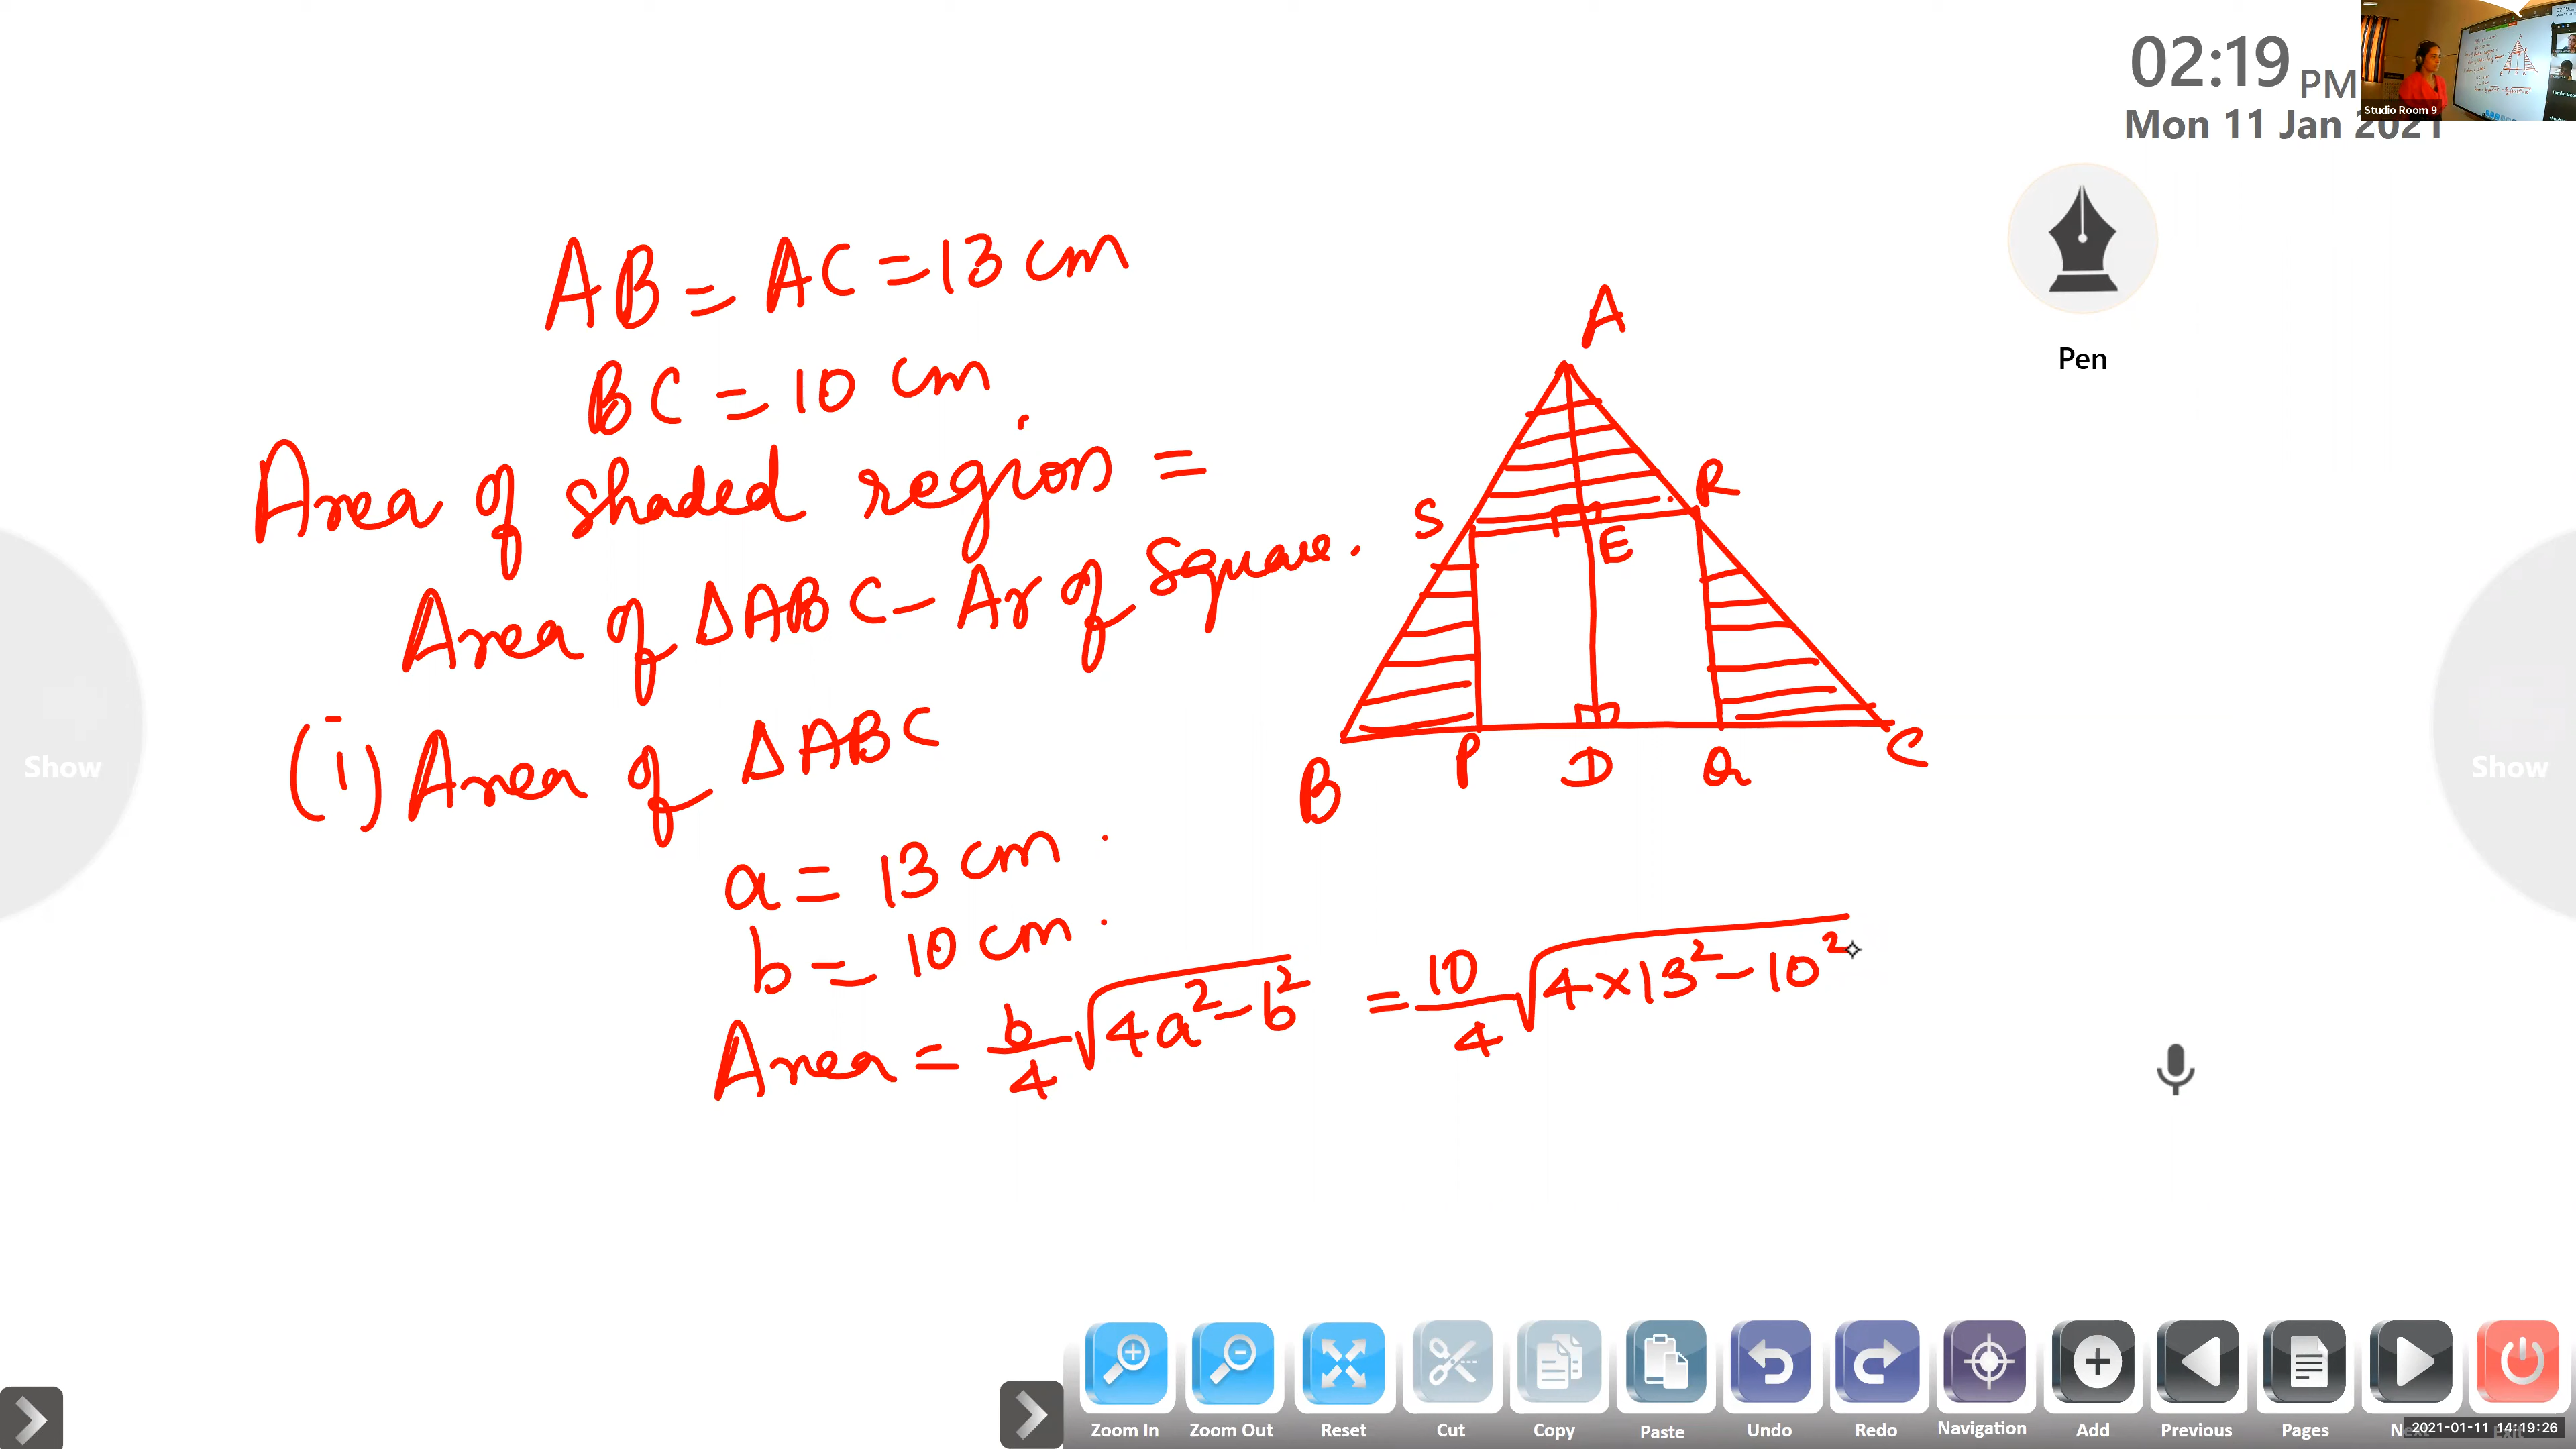 02:19 PM
Mon 11 Jan 2021
Studio Room 9
Pen
AB = AC = 13 cm
BC = 10 cm
Area of shaded region =
Area of ΔABC - Ar of square.
(i) Area of ΔABC
a = 13 cm.
b = 10 cm.
Area = b/4 √(4a² - b²) = 10/4 √(4×13² - 10²)
A
S R
E
B P D Q C
Show
Show
Zoom In Zoom Out Reset Cut Copy Paste Undo Redo Navigation Add Previous Pages
2021-01-11 14:19:26